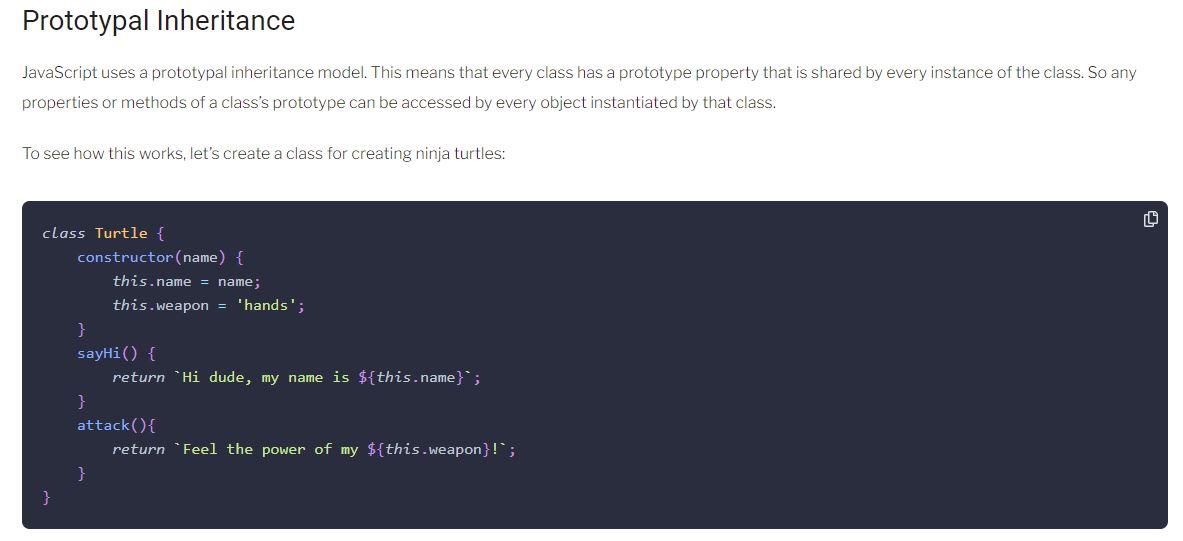 Prototypal Inheritance
JavaScript uses a prototypal inheritance model. This means that every class has a prototype property that is shared by every instance of the class. So any
properties or methods of a class’s prototype can be accessed by every object instantiated by that class.
To see how this works, let’s create a class for creating ninja turtles:
class Turtle {
    constructor(name) {
        this.name = name;
        this.weapon = 'hands';
    }
    sayHi() {
        return `Hi dude, my name is ${this.name}`;
    }
    attack(){
        return `Feel the power of my ${this.weapon}!`;
    }
}